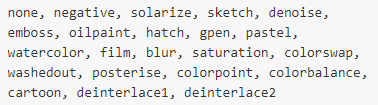 none, negative, solarize, sketch, denoise,
emboss, oilpaint, hatch, gpen, pastel,
watercolor, film, blur, saturation, colorswap,
washedout, posterise, colorpoint, colorbalance,
cartoon, deinterlace1, deinterlace2